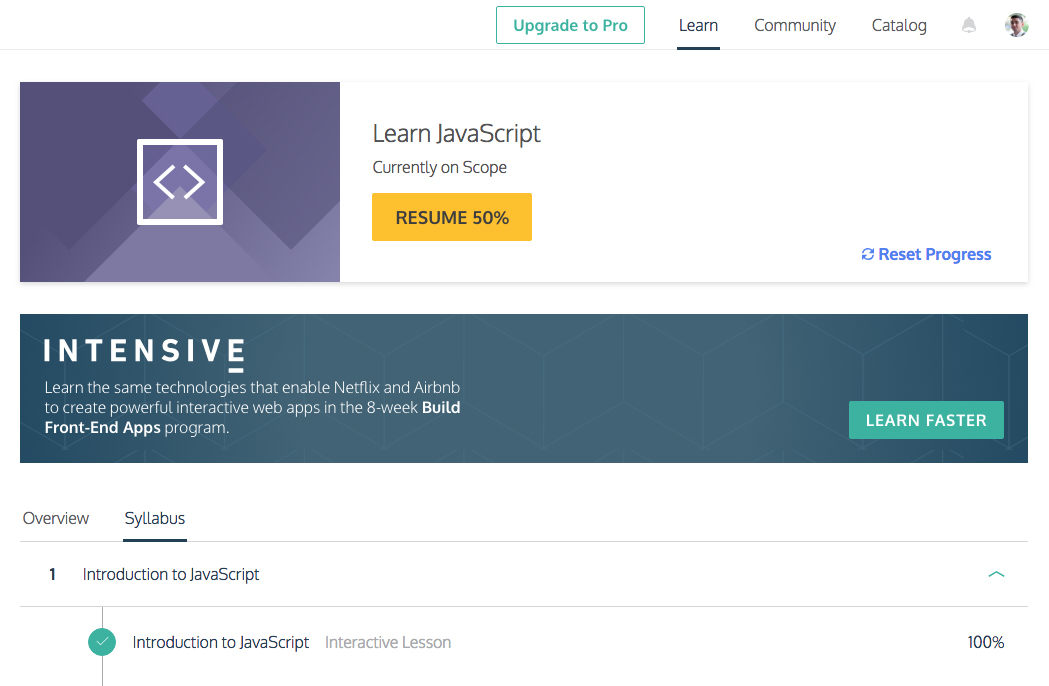 Upgrade to Pro
Learn
Community
Catalog
Learn JavaScript
Currently on Scope
RESUME 50%
Reset Progress
INTENSIVE
Learn the same technologies that enable Netflix and Airbnb
to create powerful interactive web apps in the 8-week Build
Front-End Apps program.
LEARN FASTER
Overview
Syllabus
1 Introduction to JavaScript
Introduction to JavaScript Interactive Lesson 100%